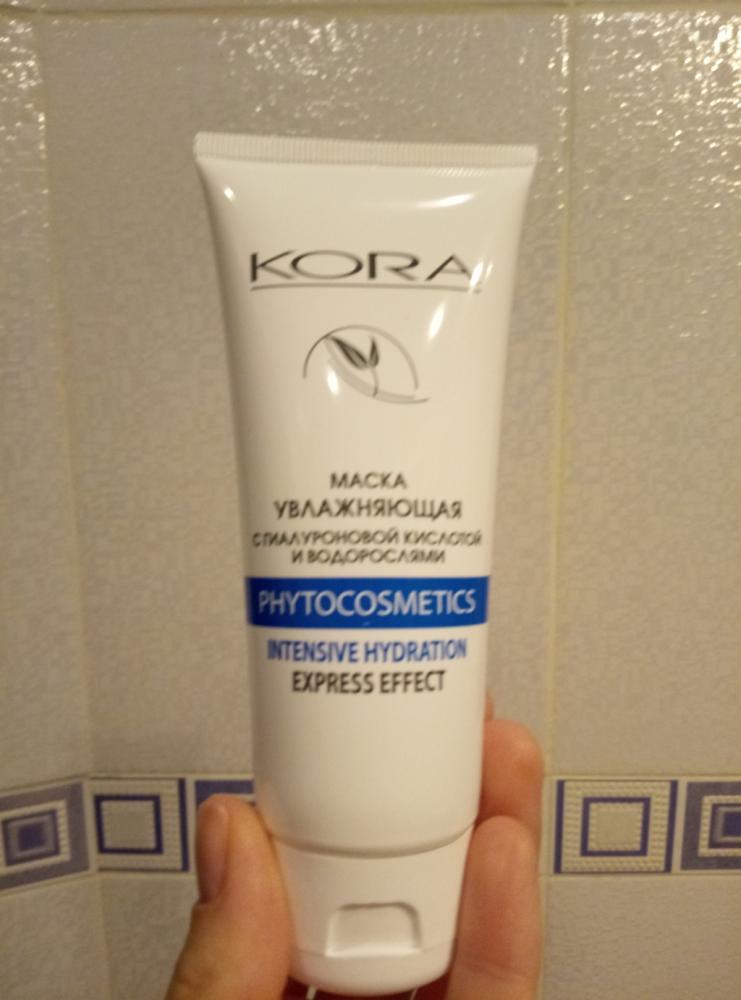 KORA
МАСКА
УВЛАЖНЯЮЩАЯ
С ГИАЛУРОНОВОЙ КИСЛОТОЙ
И ВОДОРОСЛЯМИ
PHYTOCOSMETICS
INTENSIVE HYDRATION
EXPRESS EFFECT